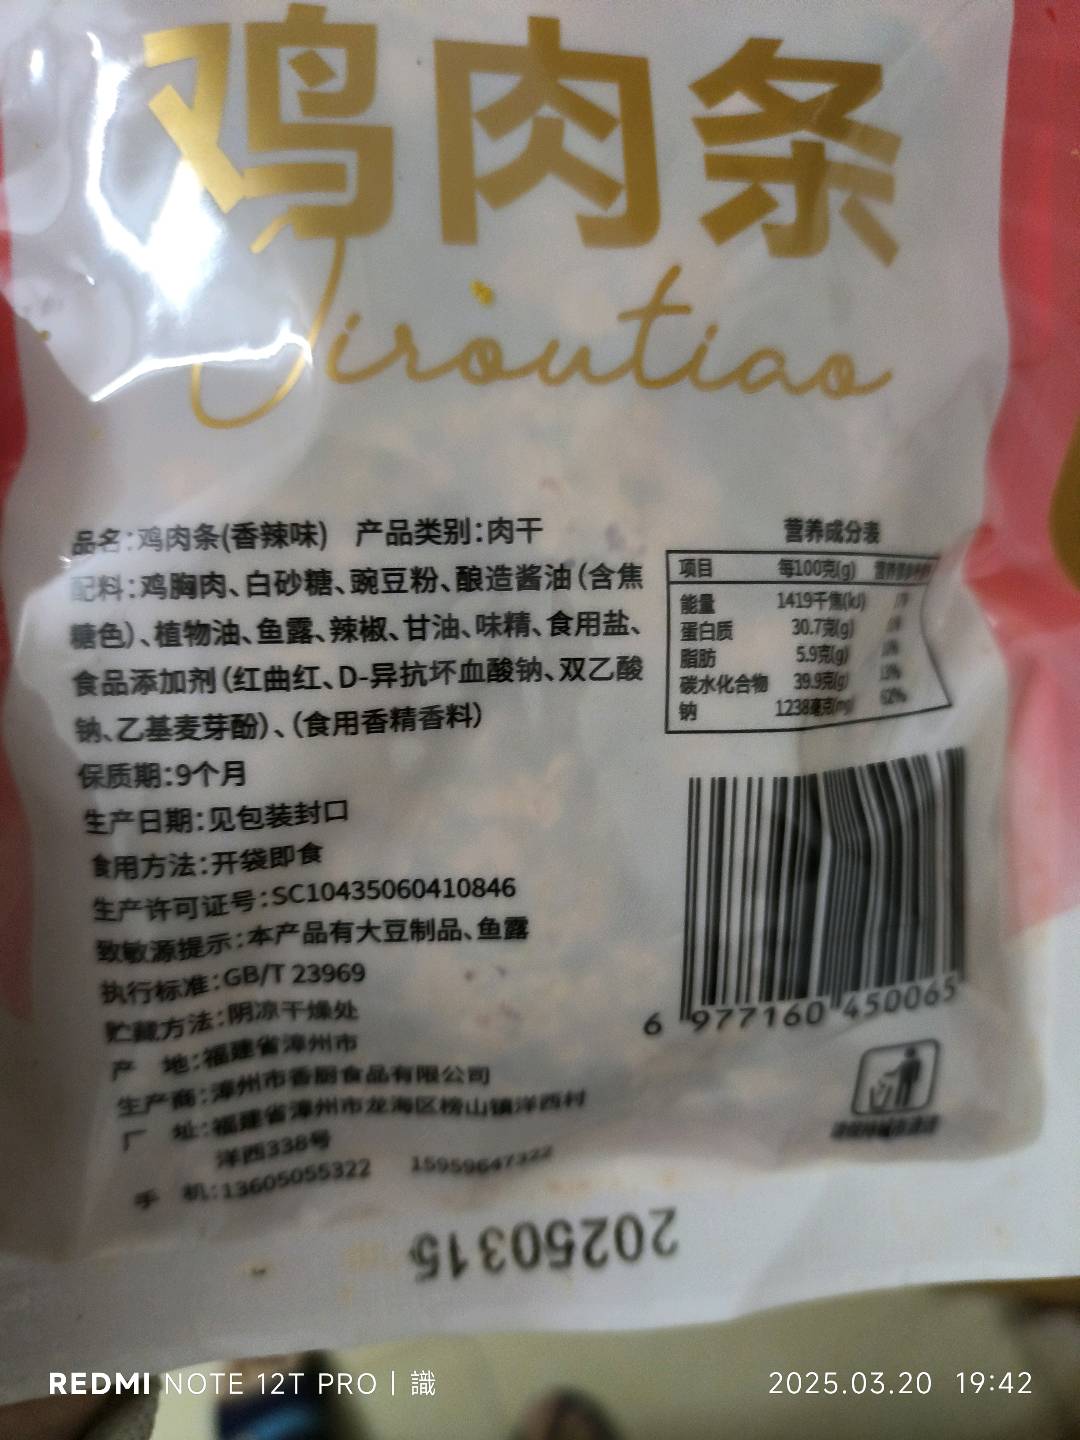 鸡肉条
Jiroutiao
品名:鸡肉条(香辣味) 产品类别:肉干
配料:鸡胸肉、白砂糖、豌豆粉、酿造酱油(含焦
糖色)、植物油、鱼露、辣椒、甘油、味精、食用盐、
食品添加剂(红曲红、D-异抗坏血酸钠、双乙酸
钠、乙基麦芽酚)、(食用香精香料)
保质期:9个月
生产日期:见包装封口
食用方法:开袋即食
生产许可证号:SC10435060410846
致敏源提示:本产品有大豆制品、鱼露
执行标准:GB/T 23969
贮藏方法:阴凉干燥处
产 地:福建省漳州市
生产商:漳州市香厨食品有限公司
厂 址:福建省漳州市龙海区榜山镇洋西村
洋西338号
手 机:13605055322 15959647322
营养成分表
项目 每100克(g)
能量 1419千焦(kJ)
蛋白质 30.7克(g)
脂肪 5.9克(g)
碳水化合物 39.9克(g) 13%
钠 1238毫克(mg) 62%
6 977160 450065
20250315
REDMI NOTE 12T PRO | 識
2025.03.20 19:42